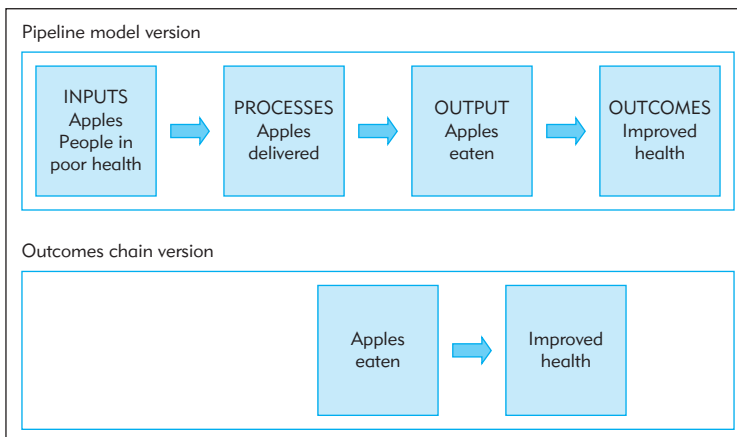 Pipeline model version
INPUTS
Apples
People in
poor health
PROCESSES
Apples
delivered
OUTPUT
Apples
eaten
OUTCOMES
Improved
health
Outcomes chain version
Apples
eaten
Improved
health